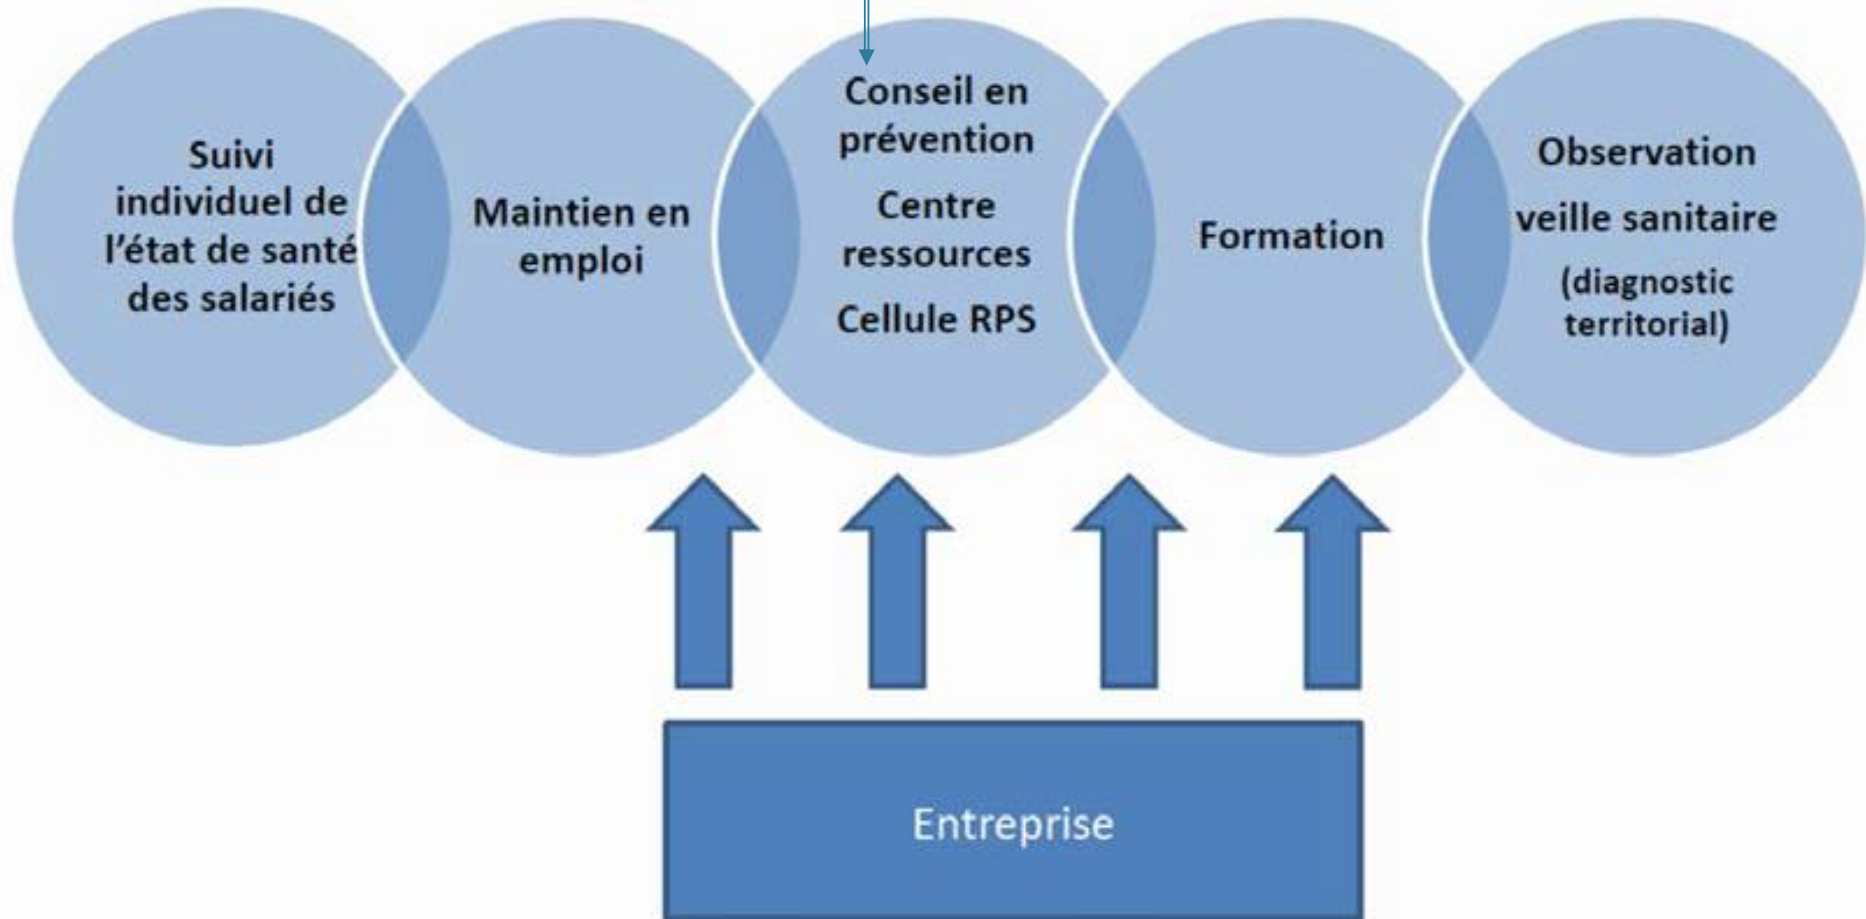 Suivi
individuel de
l'état de santé
des salariés
Maintien en
emploi
Conseil en
prévention
Centre
ressources
Cellule RPS
Formation
Observation
veille sanitaire
(diagnostic
territorial)
Entreprise